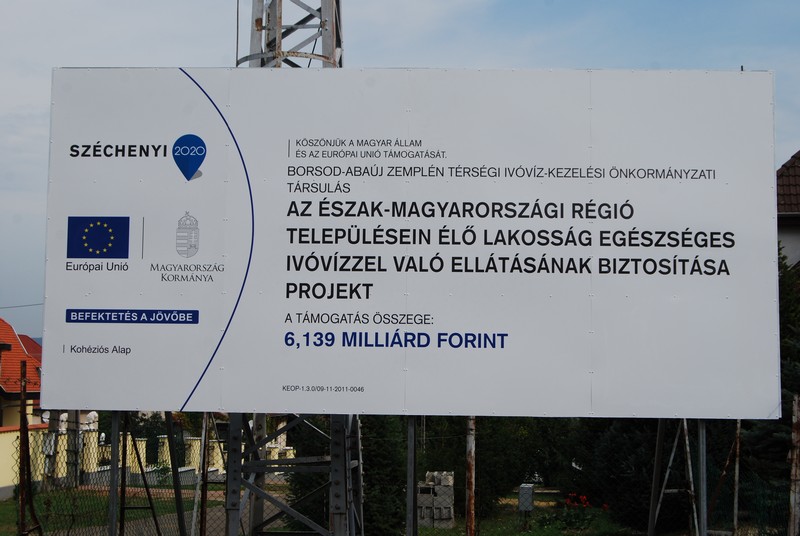 SZÉCHENYI 2020
Európai Unió
MAGYARORSZÁG
KORMÁNYA
BEFEKTETÉS A JÖVŐBE
Kohéziós Alap
KÖSZÖNJÜK A MAGYAR ÁLLAM
ÉS AZ EURÓPAI UNIÓ TÁMOGATÁSÁT.
BORSOD-ABAÚJ ZEMPLÉN TÉRSÉGI IVÓVÍZ-KEZELÉSI ÖNKORMÁNYZATI
TÁRSULÁS
AZ ÉSZAK-MAGYARORSZÁGI RÉGIÓ
TELEPÜLÉSEIN ÉLŐ LAKOSSÁG EGÉSZSÉGES
IVÓVÍZZEL VALÓ ELLÁTÁSÁNAK BIZTOSÍTÁSA
PROJEKT
A TÁMOGATÁS ÖSSZEGE:
6,139 MILLIÁRD FORINT
KEOP-1.3.0/09-11-2011-0046